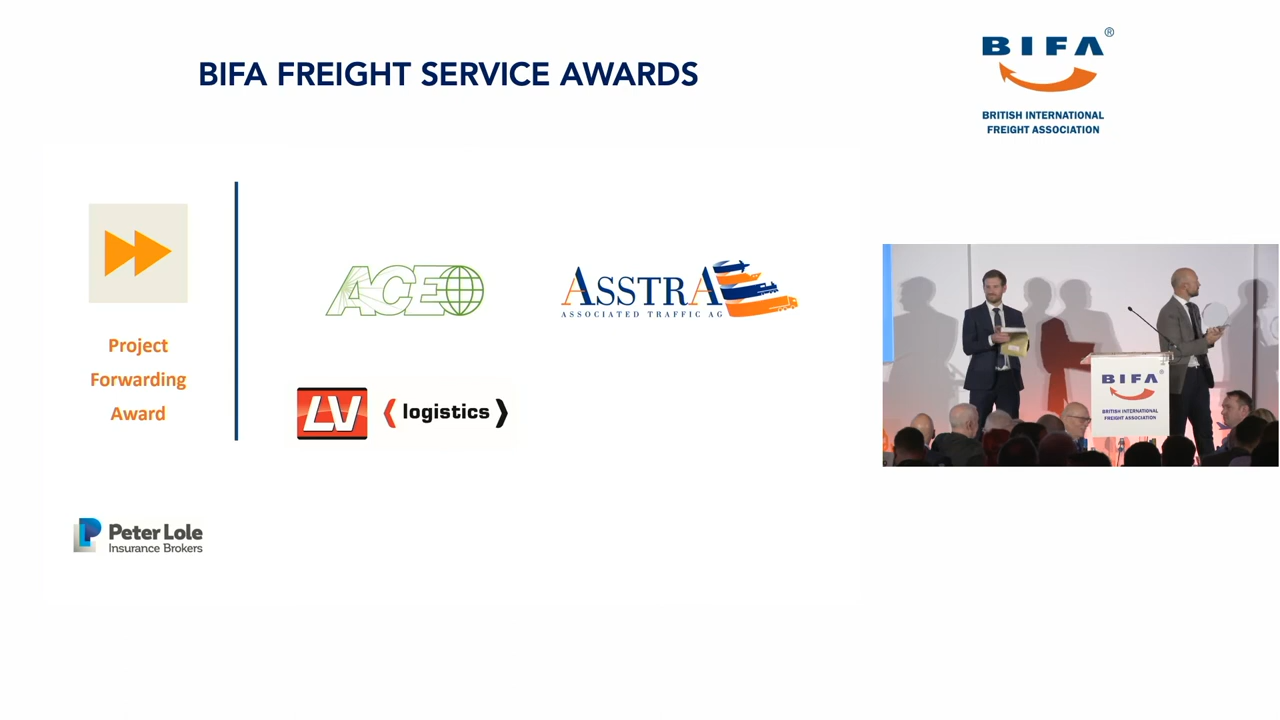 BIFA FREIGHT SERVICE AWARDS
BIFA®
BRITISH INTERNATIONAL
FREIGHT ASSOCIATION
Project
Forwarding
Award
ACE
ASSTRA
ASSOCIATED TRAFFIC AG
LV logistics
Peter Lole
Insurance Brokers
BIFA®
BRITISH INTERNATIONAL
FREIGHT ASSOCIATION